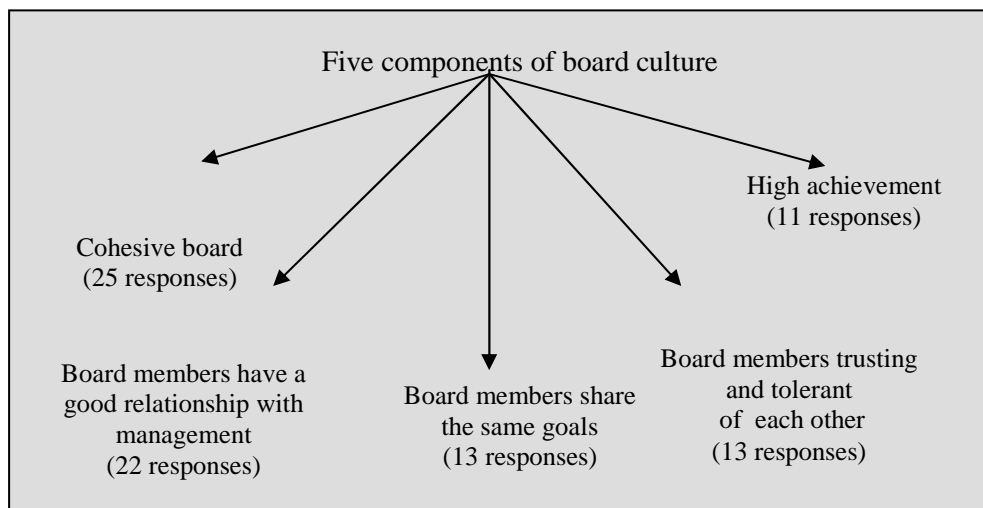 Five components of board culture
High achievement
(11 responses)
Cohesive board
(25 responses)
Board members have a
good relationship with
management
(22 responses)
Board members share
the same goals
(13 responses)
Board members trusting
and tolerant
of each other
(13 responses)